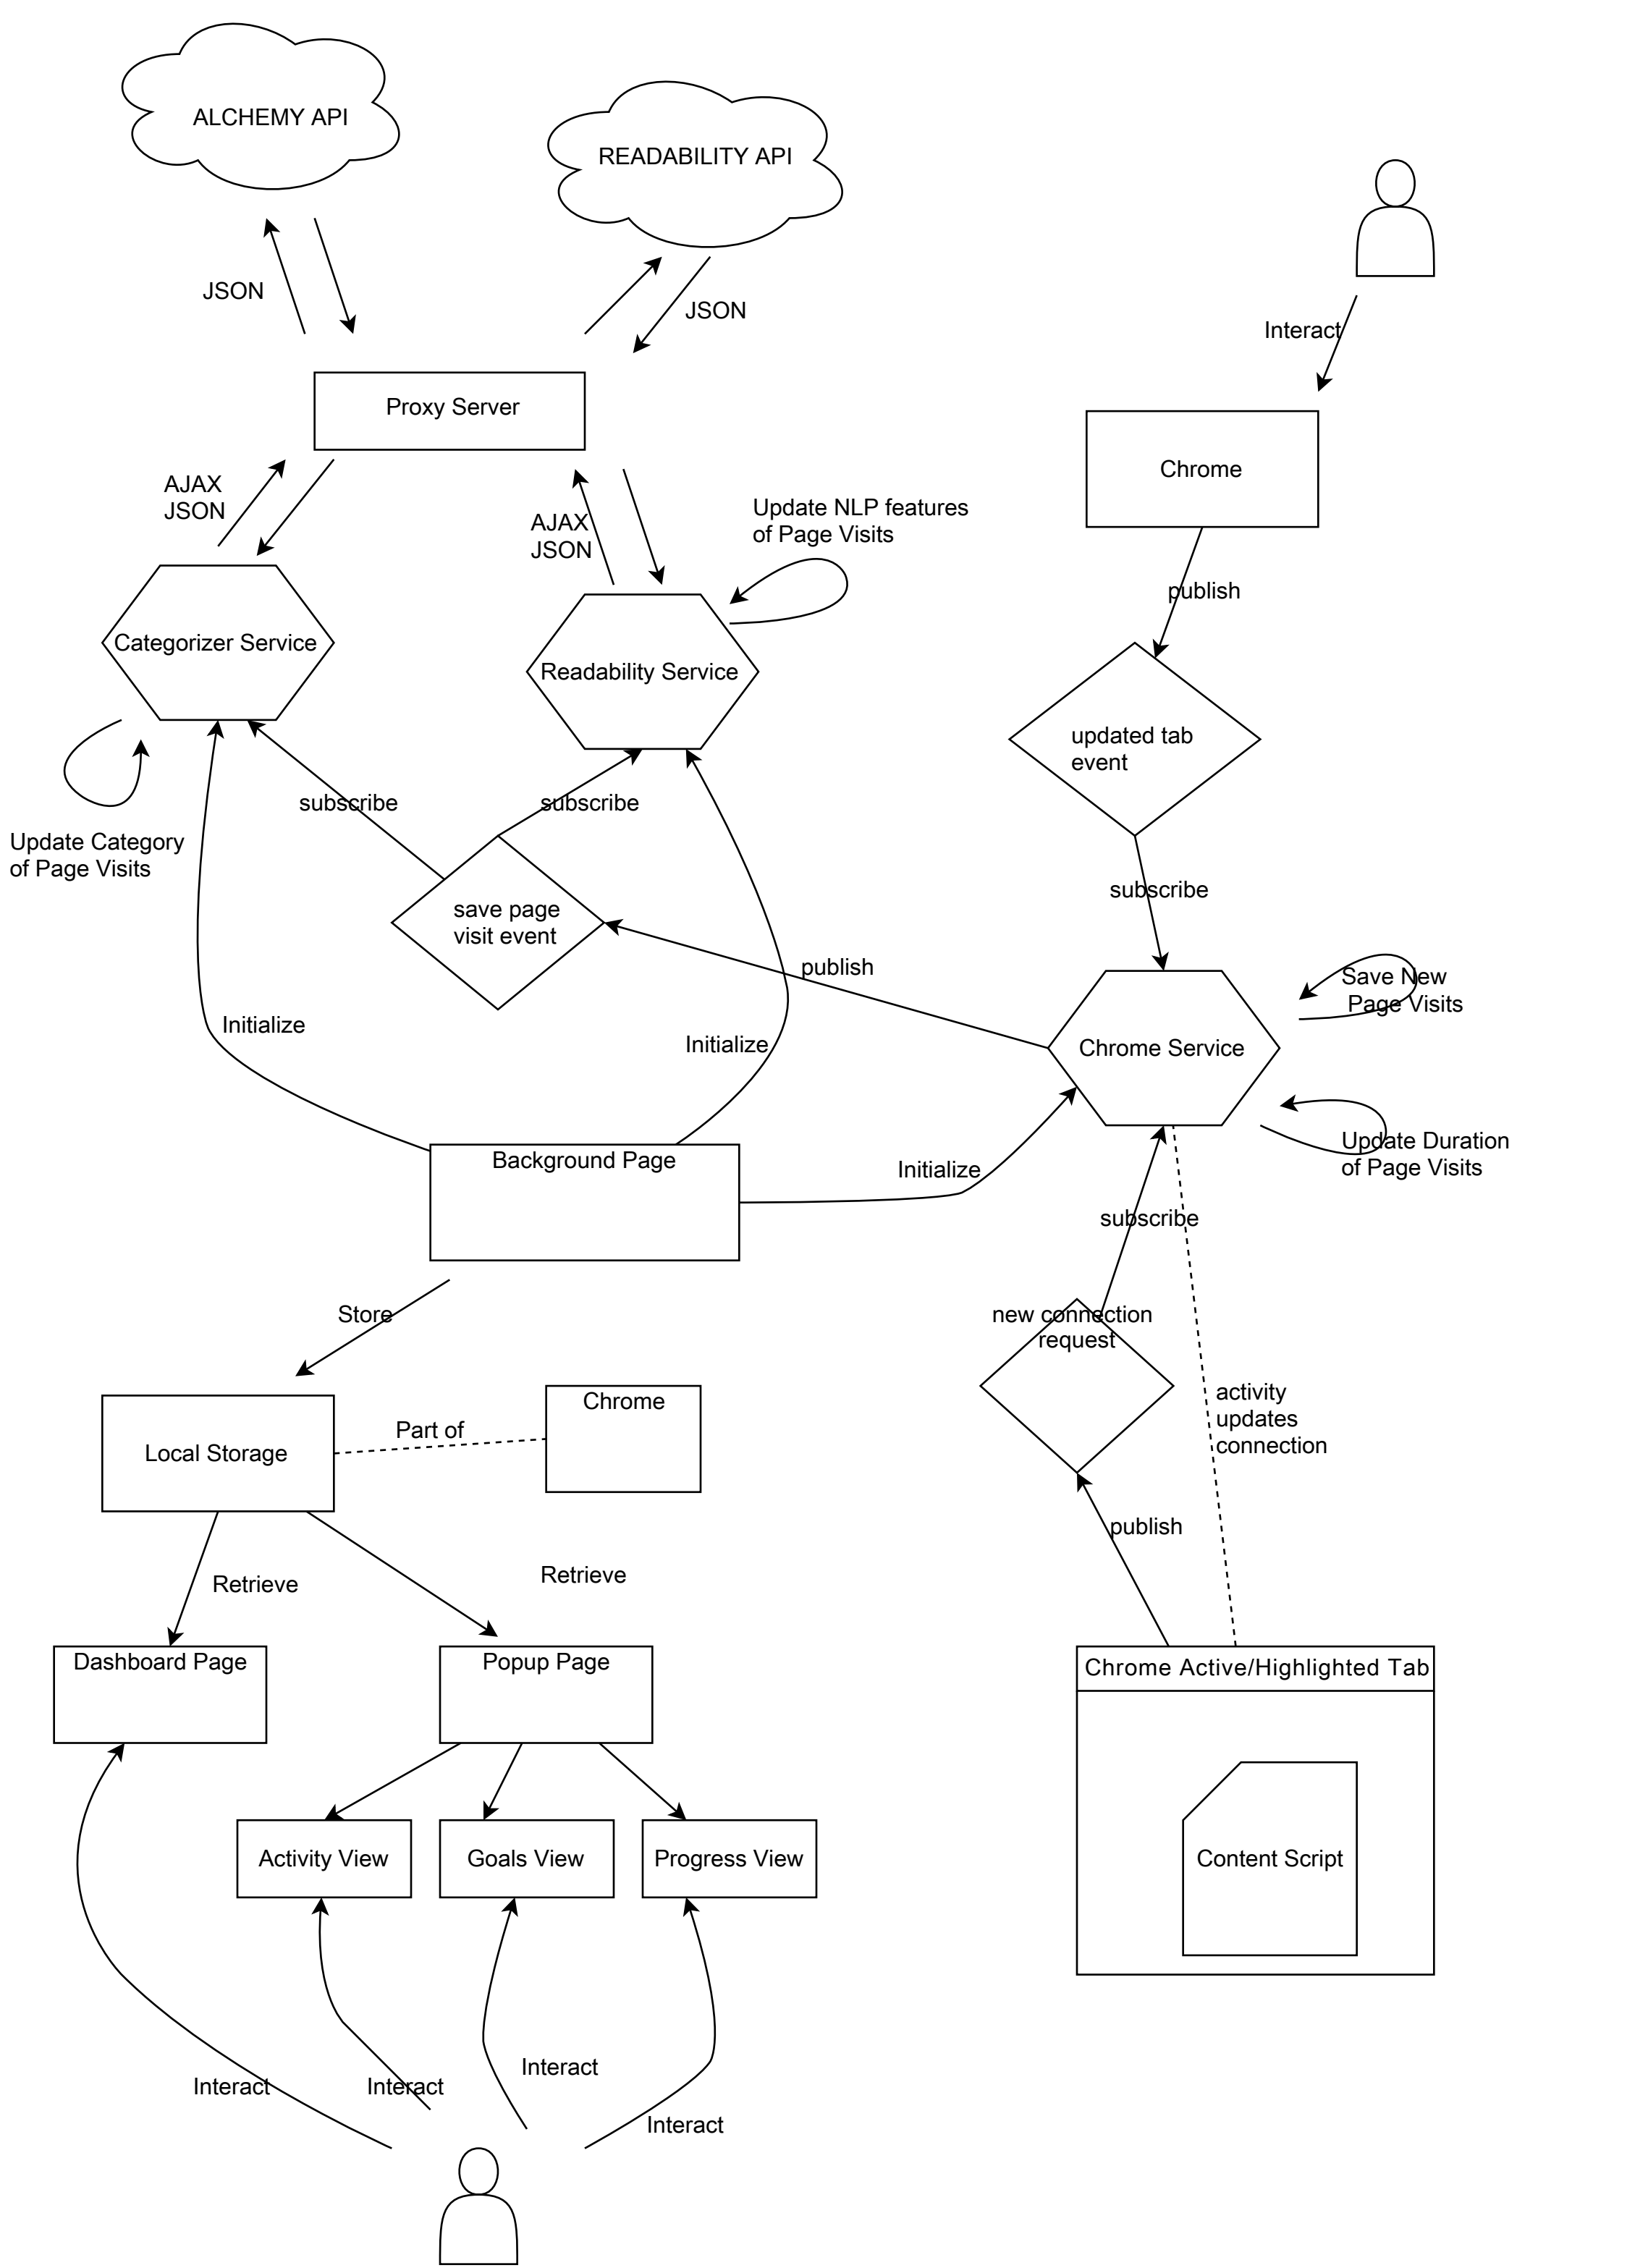 ALCHEMY API
READABILITY API
JSON
JSON
Interact
Proxy Server
Chrome
AJAX
JSON
AJAX
JSON
Update NLP features
of Page Visits
publish
Categorizer Service
Readability Service
updated tab
event
subscribe
subscribe
Update Category
of Page Visits
save page
visit event
subscribe
publish
Save New
Page Visits
Initialize
Initialize
Chrome Service
Background Page
Initialize
Update Duration
of Page Visits
subscribe
Store
new connection
request
Chrome
Part of
Local Storage
activity
updates
connection
publish
Retrieve
Retrieve
Dashboard Page
Popup Page
Chrome Active/Highlighted Tab
Activity View
Goals View
Progress View
Content Script
Interact
Interact
Interact
Interact